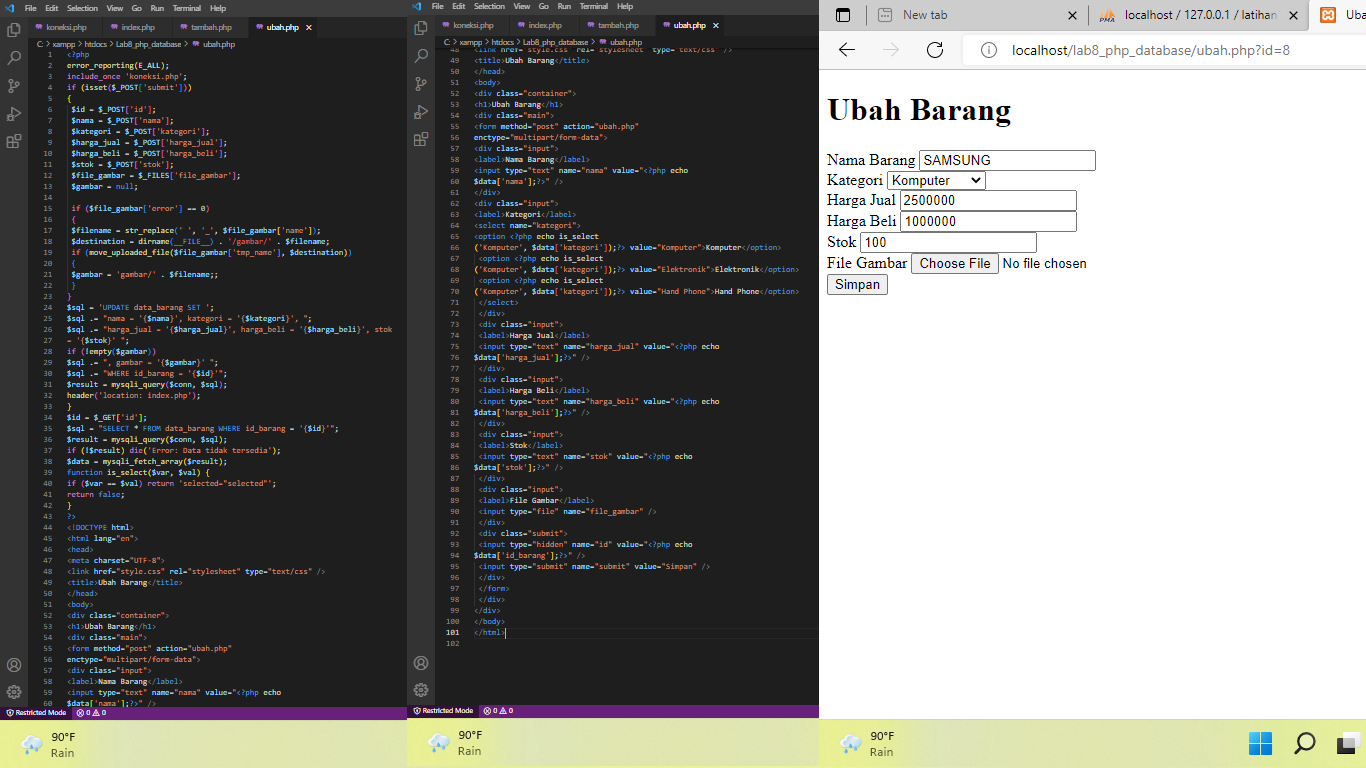 File Edit Selection View Go Run Terminal Help
koneksi.php index.php tambah.php ubah.php ×
C: > xampp > htdocs > Lab8_php_database > ubah.php
1 <?php
2 error_reporting(E_ALL);
3 include_once 'koneksi.php';
4 if (isset($_POST['submit']))
5 {
6 $id = $_POST['id'];
7 $nama = $_POST['nama'];
8 $kategori = $_POST['kategori'];
9 $harga_jual = $_POST['harga_jual'];
10 $harga_beli = $_POST['harga_beli'];
11 $stok = $_POST['stok'];
12 $file_gambar = $_FILES['file_gambar'];
13 $gambar = null;
14
15 if ($file_gambar['error'] == 0)
16 {
17 $filename = str_replace(' ', '_', $file_gambar['name']);
18 $destination = dirname(__FILE__) . '/gambar/' . $filename;
19 if (move_uploaded_file($file_gambar['tmp_name'], $destination))
20 {
21 $gambar = 'gambar/' . $filename;;
22 }
23 }
24 $sql = 'UPDATE data_barang SET ';
25 $sql .= "nama = '{$nama}', kategori = '{$kategori}', ";
26 $sql .= "harga_jual = '{$harga_jual}', harga_beli = '{$harga_beli}', stok
27 = '{$stok}' ";
28 if (!empty($gambar))
29 $sql .= ", gambar = '{$gambar}' ";
30 $sql .= "WHERE id_barang = '{$id}'";
31 $result = mysqli_query($conn, $sql);
32 header('location: index.php');
33 }
34 $id = $_GET['id'];
35 $sql = "SELECT * FROM data_barang WHERE id_barang = '{$id}'";
36 $result = mysqli_query($conn, $sql);
37 if (!$result) die('Error: Data tidak tersedia');
38 $data = mysqli_fetch_array($result);
39 function is_select($var, $val) {
40 if ($var == $val) return 'selected="selected"';
41 return false;
42 }
43 ?>
44 <!DOCTYPE html>
45 <html lang="en">
46 <head>
47 <meta charset="UTF-8">
48 <link href="style.css" rel="stylesheet" type="text/css" />
49 <title>Ubah Barang</title>
50 </head>
51 <body>
52 <div class="container">
53 <h1>Ubah Barang</h1>
54 <div class="main">
55 <form method="post" action="ubah.php"
56 enctype="multipart/form-data">
57 <div class="input">
58 <label>Nama Barang</label>
59 <input type="text" name="nama" value="<?php echo
60 $data['nama'];?>" />
Restricted Mode 0 0
90°F
Rain
File Edit Selection View Go Run Terminal Help
koneksi.php index.php tambah.php ubah.php ×
C: > xampp > htdocs > Lab8_php_database > ubah.php
48 <link href="style.css" rel="stylesheet" type="text/css" />
49 <title>Ubah Barang</title>
50 </head>
51 <body>
52 <div class="container">
53 <h1>Ubah Barang</h1>
54 <div class="main">
55 <form method="post" action="ubah.php"
56 enctype="multipart/form-data">
57 <div class="input">
58 <label>Nama Barang</label>
59 <input type="text" name="nama" value="<?php echo
60 $data['nama'];?>" />
61 </div>
62 <div class="input">
63 <label>Kategori</label>
64 <select name="kategori">
65 <option <?php echo is_select
66 ('Komputer', $data['kategori']);?> value="Komputer">Komputer</option>
67 <option <?php echo is_select
68 ('Komputer', $data['kategori']);?> value="Elektronik">Elektronik</option>
69 <option <?php echo is_select
70 ('Komputer', $data['kategori']);?> value="Hand Phone">Hand Phone</option>
71 </select>
72 </div>
73 <div class="input">
74 <label>Harga Jual</label>
75 <input type="text" name="harga_jual" value="<?php echo
76 $data['harga_jual'];?>" />
77 </div>
78 <div class="input">
79 <label>Harga Beli</label>
80 <input type="text" name="harga_beli" value="<?php echo
81 $data['harga_beli'];?>" />
82 </div>
83 <div class="input">
84 <label>Stok</label>
85 <input type="text" name="stok" value="<?php echo
86 $data['stok'];?>" />
87 </div>
88 <div class="input">
89 <label>File Gambar</label>
90 <input type="file" name="file_gambar" />
91 </div>
92 <div class="submit">
93 <input type="hidden" name="id" value="<?php echo
94 $data['id_barang'];?>" />
95 <input type="submit" name="submit" value="Simpan" />
96 </div>
97 </form>
98 </div>
99 </div>
100 </body>
101 </html>
102
Restricted Mode 0 0
90°F
Rain
New tab × PMA localhost / 127.0.0.1 / latihan × Uba
localhost/lab8_php_database/ubah.php?id=8
Ubah Barang
Nama Barang SAMSUNG
Kategori Komputer
Harga Jual 2500000
Harga Beli 1000000
Stok 100
File Gambar Choose File No file chosen
Simpan
90°F
Rain